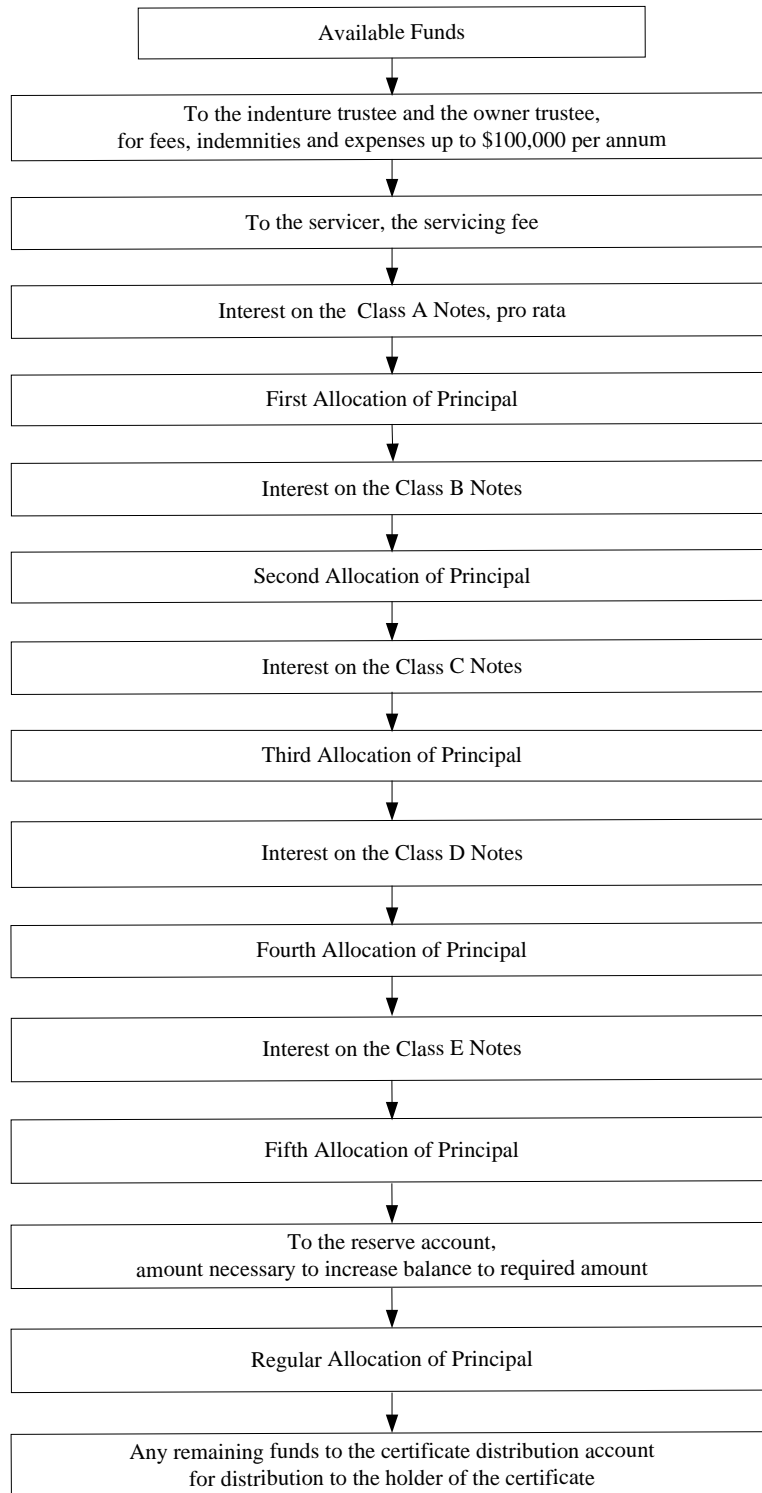 Available Funds
To the indenture trustee and the owner trustee,
for fees, indemnities and expenses up to $100,000 per annum
To the servicer, the servicing fee
Interest on the Class A Notes, pro rata
First Allocation of Principal
Interest on the Class B Notes
Second Allocation of Principal
Interest on the Class C Notes
Third Allocation of Principal
Interest on the Class D Notes
Fourth Allocation of Principal
Interest on the Class E Notes
Fifth Allocation of Principal
To the reserve account,
amount necessary to increase balance to required amount
Regular Allocation of Principal
Any remaining funds to the certificate distribution account
for distribution to the holder of the certificate